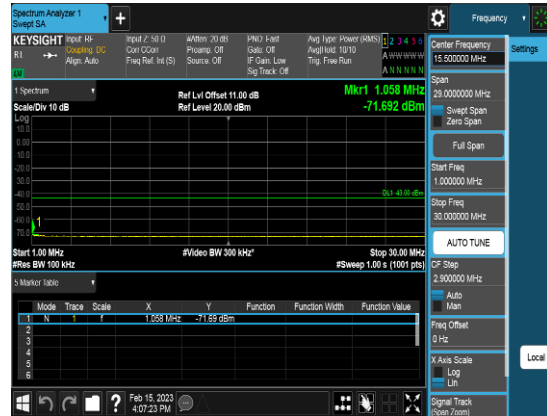 Spectrum Analyzer 1
Swept SA
Frequency
KEYSIGHT
R1
LXI
Input: RF
Coupling: DC
Align: Auto
Input Z: 50 Ω
Corr CCorr
Freq Ref: Int (S)
#Atten: 20 dB
Preamp: Off
Source: Off
PNO: Fast
Gate: Off
IF Gain: Low
Sig Track: Off
Avg Type: Power (RMS)
Avg|Hold: 10/10
Trig: Free Run
1 2 3 4 5 6
A W W W W W
A N N N N N
1 Spectrum
Scale/Div 10 dB
Ref Lvl Offset 11.00 dB
Ref Level 20.00 dBm
Mkr1 1.058 MHz
-71.692 dBm
Log
10.0
0.00
-10.0
-20.0
-30.0
-40.0
-50.0
-60.0
-70.0
DL1 -43.00 dBm
1
Start 1.00 MHz
#Res BW 100 kHz
#Video BW 300 kHz*
Stop 30.00 MHz
#Sweep 1.00 s (1001 pts)
5 Marker Table
Mode Trace Scale X Y Function Function Width Function Value
1 N 1 f 1.058 MHz -71.69 dBm
2
3
4
5
6
Feb 15, 2023
4:07:23 PM
Center Frequency
15.500000 MHz
Settings
Span
29.0000000 MHz
Swept Span
Zero Span
Full Span
Start Freq
1.000000 MHz
Stop Freq
30.000000 MHz
AUTO TUNE
CF Step
2.900000 MHz
Auto
Man
Freq Offset
0 Hz
X Axis Scale
Log
Lin
Local
Signal Track
(Span Zoom)